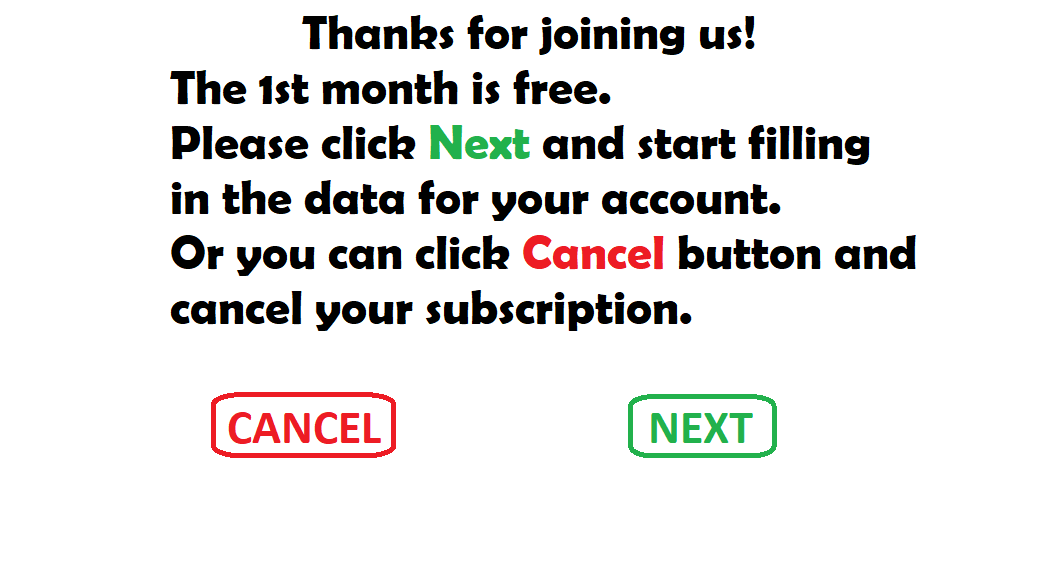 Thanks for joining us!
The 1st month is free.
Please click Next and start filling
in the data for your account.
Or you can click Cancel button and
cancel your subscription.
CANCEL NEXT